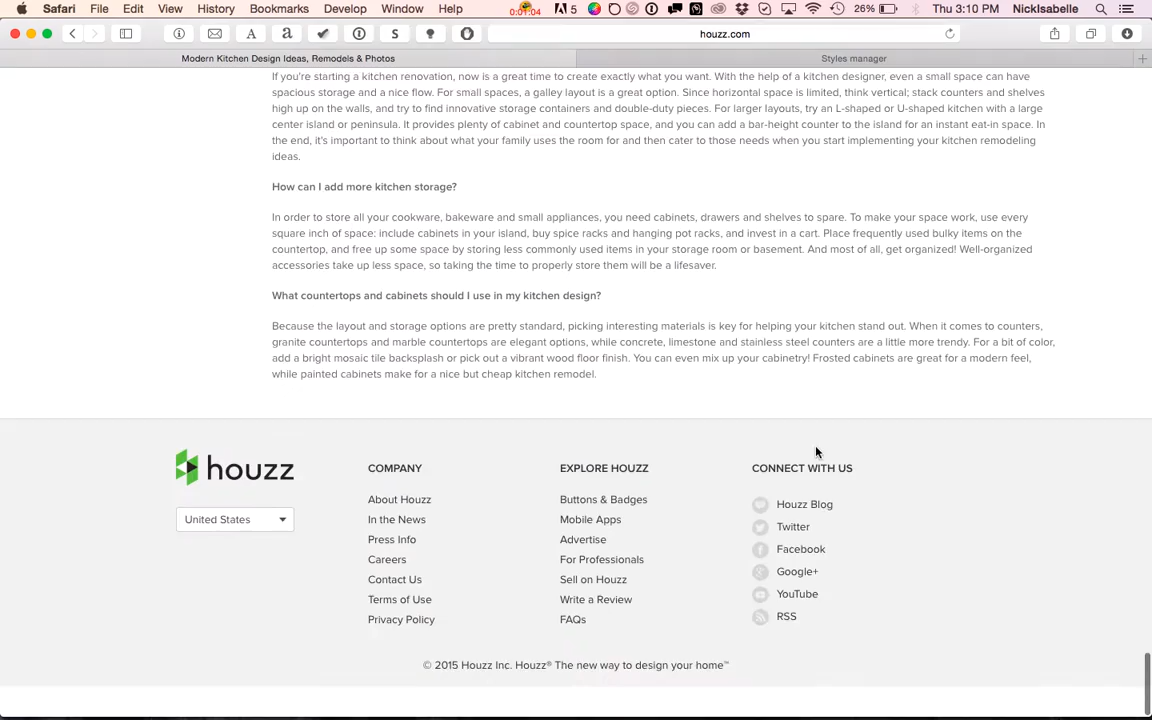 Safari File Edit View History Bookmarks Develop Window Help 0:01:04 5 26% Thu 3:10 PM NickIsabelle
houzz.com
Modern Kitchen Design Ideas, Remodels & Photos Styles manager
If you're starting a kitchen renovation, now is a great time to create exactly what you want. With the help of a kitchen designer, even a small space can have
spacious storage and a nice flow. For small spaces, a galley layout is a great option. Since horizontal space is limited, think vertical; stack counters and shelves
high up on the walls, and try to find innovative storage containers and double-duty pieces. For larger layouts, try an L-shaped or U-shaped kitchen with a large
center island or peninsula. It provides plenty of cabinet and countertop space, and you can add a bar-height counter to the island for an instant eat-in space. In
the end, it's important to think about what your family uses the room for and then cater to those needs when you start implementing your kitchen remodeling
ideas.
How can I add more kitchen storage?
In order to store all your cookware, bakeware and small appliances, you need cabinets, drawers and shelves to spare. To make your space work, use every
square inch of space: include cabinets in your island, buy spice racks and hanging pot racks, and invest in a cart. Place frequently used bulky items on the
countertop, and free up some space by storing less commonly used items in your storage room or basement. And most of all, get organized! Well-organized
accessories take up less space, so taking the time to properly store them will be a lifesaver.
What countertops and cabinets should I use in my kitchen design?
Because the layout and storage options are pretty standard, picking interesting materials is key for helping your kitchen stand out. When it comes to counters,
granite countertops and marble countertops are elegant options, while concrete, limestone and stainless steel counters are a little more trendy. For a bit of color,
add a bright mosaic tile backsplash or pick out a vibrant wood floor finish. You can even mix up your cabinetry! Frosted cabinets are great for a modern feel,
while painted cabinets make for a nice but cheap kitchen remodel.
houzz
United States
COMPANY
About Houzz
In the News
Press Info
Careers
Contact Us
Terms of Use
Privacy Policy
EXPLORE HOUZZ
Buttons & Badges
Mobile Apps
Advertise
For Professionals
Sell on Houzz
Write a Review
FAQs
CONNECT WITH US
Houzz Blog
Twitter
Facebook
Google+
YouTube
RSS
© 2015 Houzz Inc. Houzz® The new way to design your home™